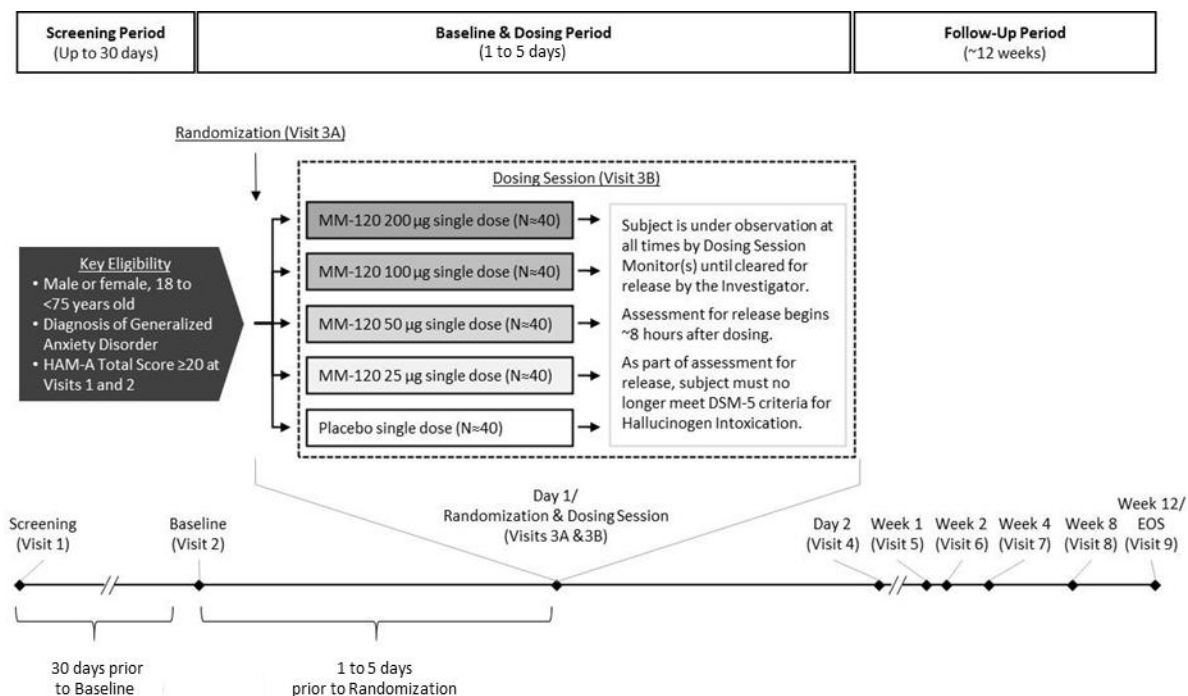 Screening Period
(Up to 30 days)
Baseline & Dosing Period
(1 to 5 days)
Follow-Up Period
(~12 weeks)
Randomization (Visit 3A)
Dosing Session (Visit 3B)
Key Eligibility
• Male or female, 18 to
<75 years old
• Diagnosis of Generalized
Anxiety Disorder
• HAM-A Total Score ≥20 at
Visits 1 and 2
MM-120 200 µg single dose (N≈40)
MM-120 100 µg single dose (N≈40)
MM-120 50 µg single dose (N≈40)
MM-120 25 µg single dose (N≈40)
Placebo single dose (N≈40)
Subject is under observation at
all times by Dosing Session
Monitor(s) until cleared for
release by the Investigator.
Assessment for release begins
~8 hours after dosing.
As part of assessment for
release, subject must no
longer meet DSM-5 criteria for
Hallucinogen Intoxication.
Screening
(Visit 1)
Baseline
(Visit 2)
Day 1/
Randomization & Dosing Session
(Visits 3A &3B)
Day 2
(Visit 4)
Week 1
(Visit 5)
Week 2
(Visit 6)
Week 4
(Visit 7)
Week 8
(Visit 8)
Week 12/
EOS
(Visit 9)
30 days prior
to Baseline
1 to 5 days
prior to Randomization